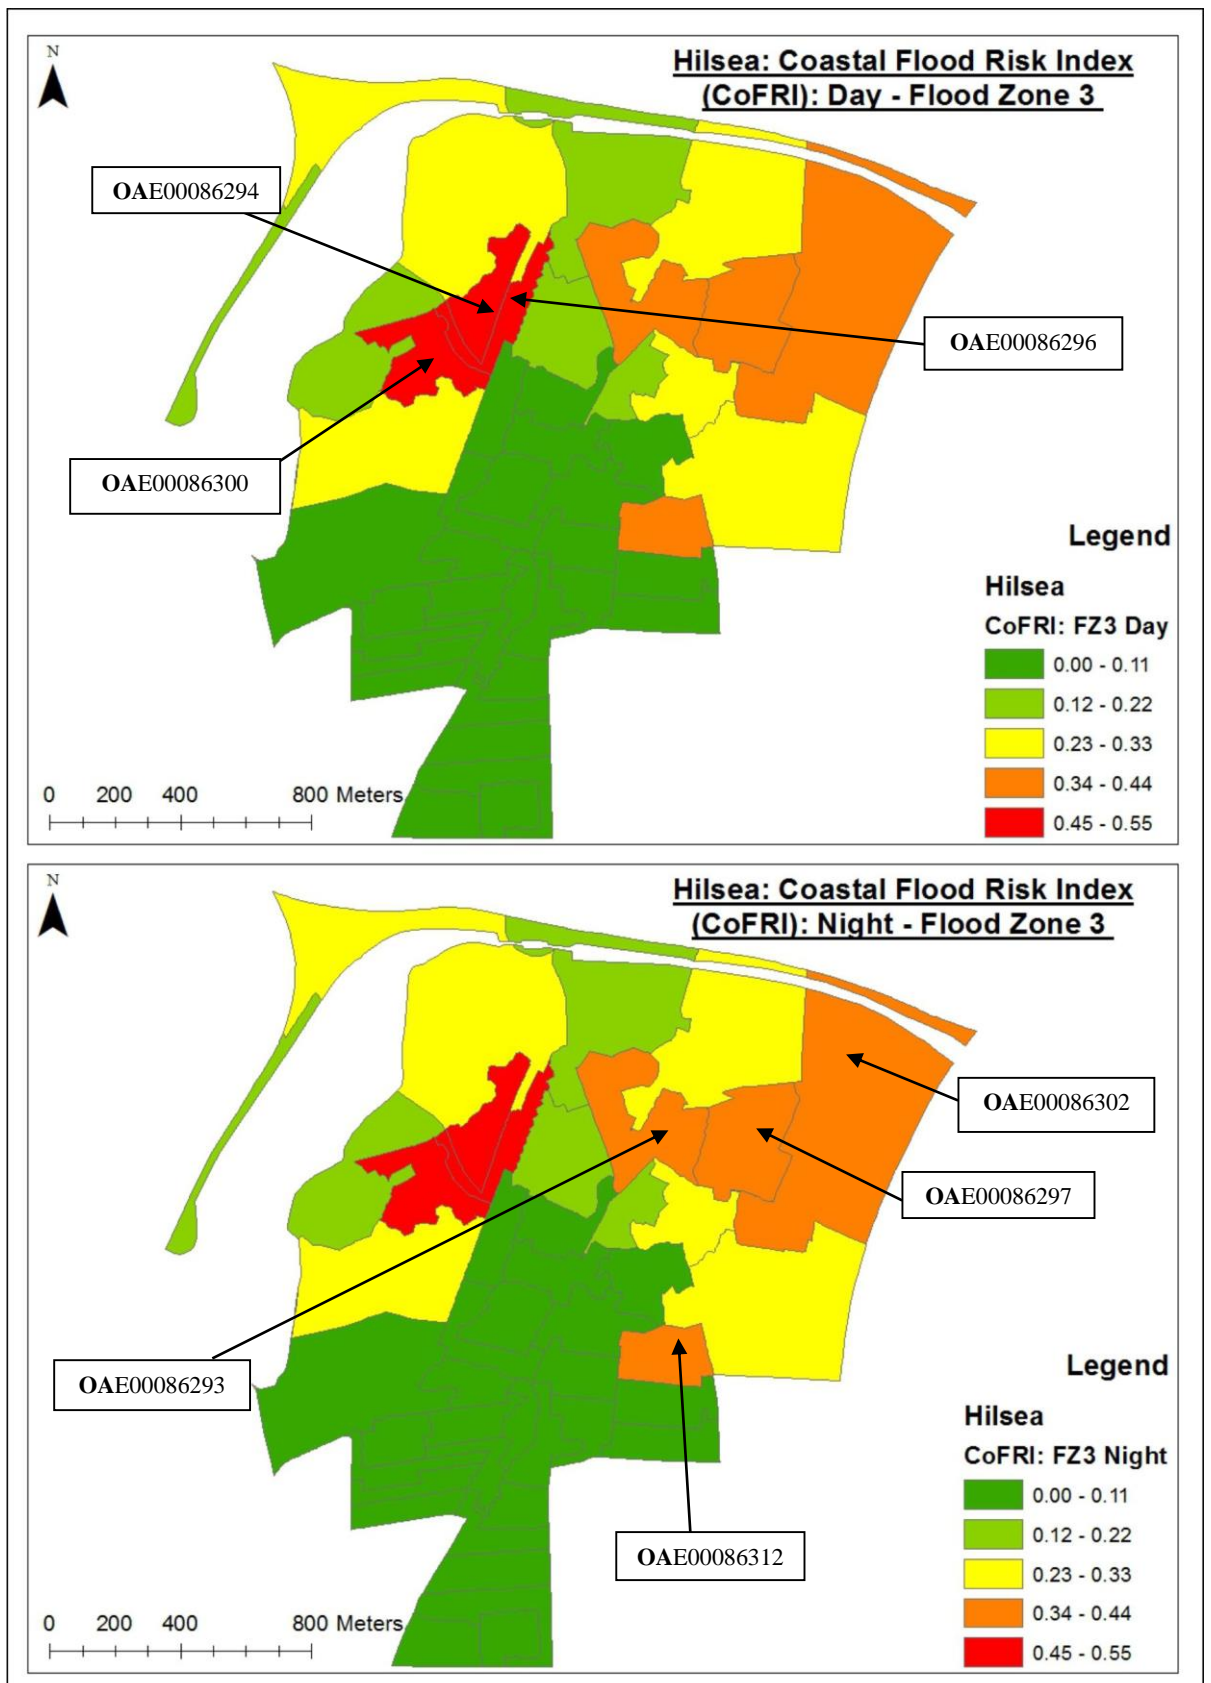 N
Hilsea: Coastal Flood Risk Index
(CoFRI): Day - Flood Zone 3
OAE00086294
OAE00086296
OAE00086300
Legend
Hilsea
CoFRI: FZ3 Day
0.00 - 0.11
0.12 - 0.22
0.23 - 0.33
0.34 - 0.44
0.45 - 0.55
0 200 400 800 Meters
N
Hilsea: Coastal Flood Risk Index
(CoFRI): Night - Flood Zone 3
OAE00086302
OAE00086297
OAE00086293
OAE00086312
Legend
Hilsea
CoFRI: FZ3 Night
0.00 - 0.11
0.12 - 0.22
0.23 - 0.33
0.34 - 0.44
0.45 - 0.55
0 200 400 800 Meters